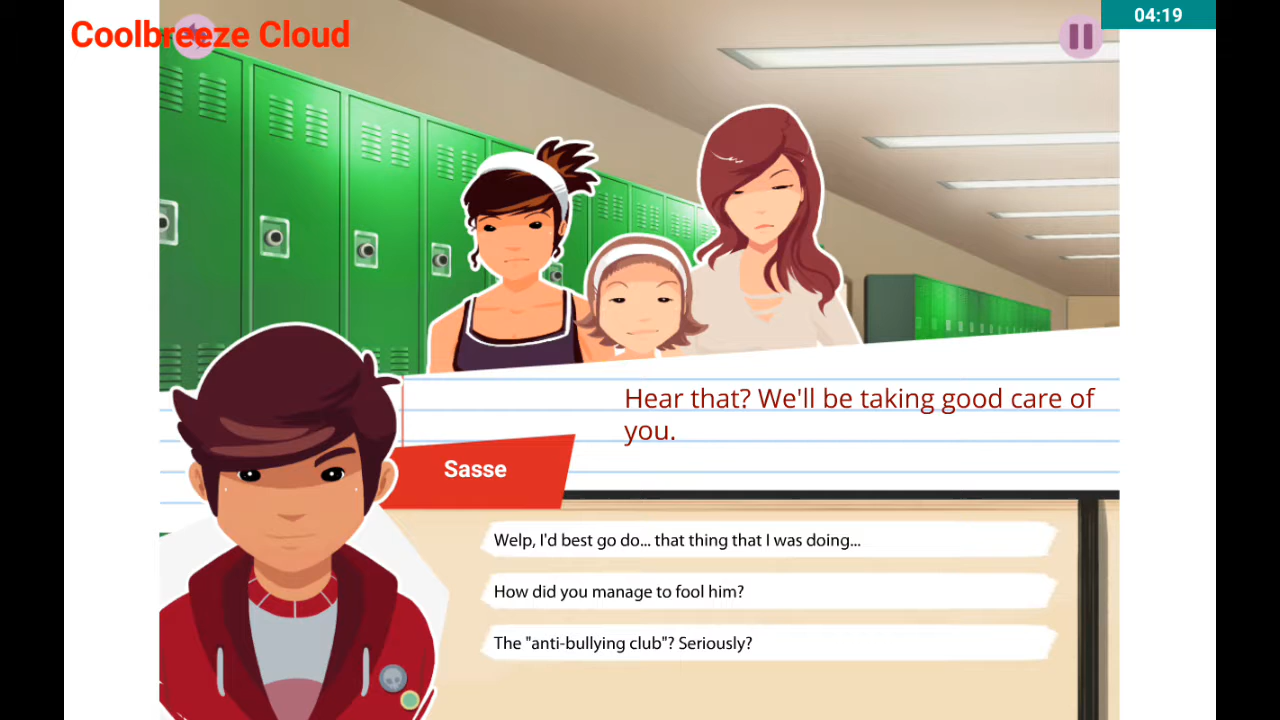 Coolbreeze Cloud
04:19
Hear that? We'll be taking good care of
you.
Sasse
Welp, I'd best go do... that thing that I was doing...
How did you manage to fool him?
The "anti-bullying club"? Seriously?